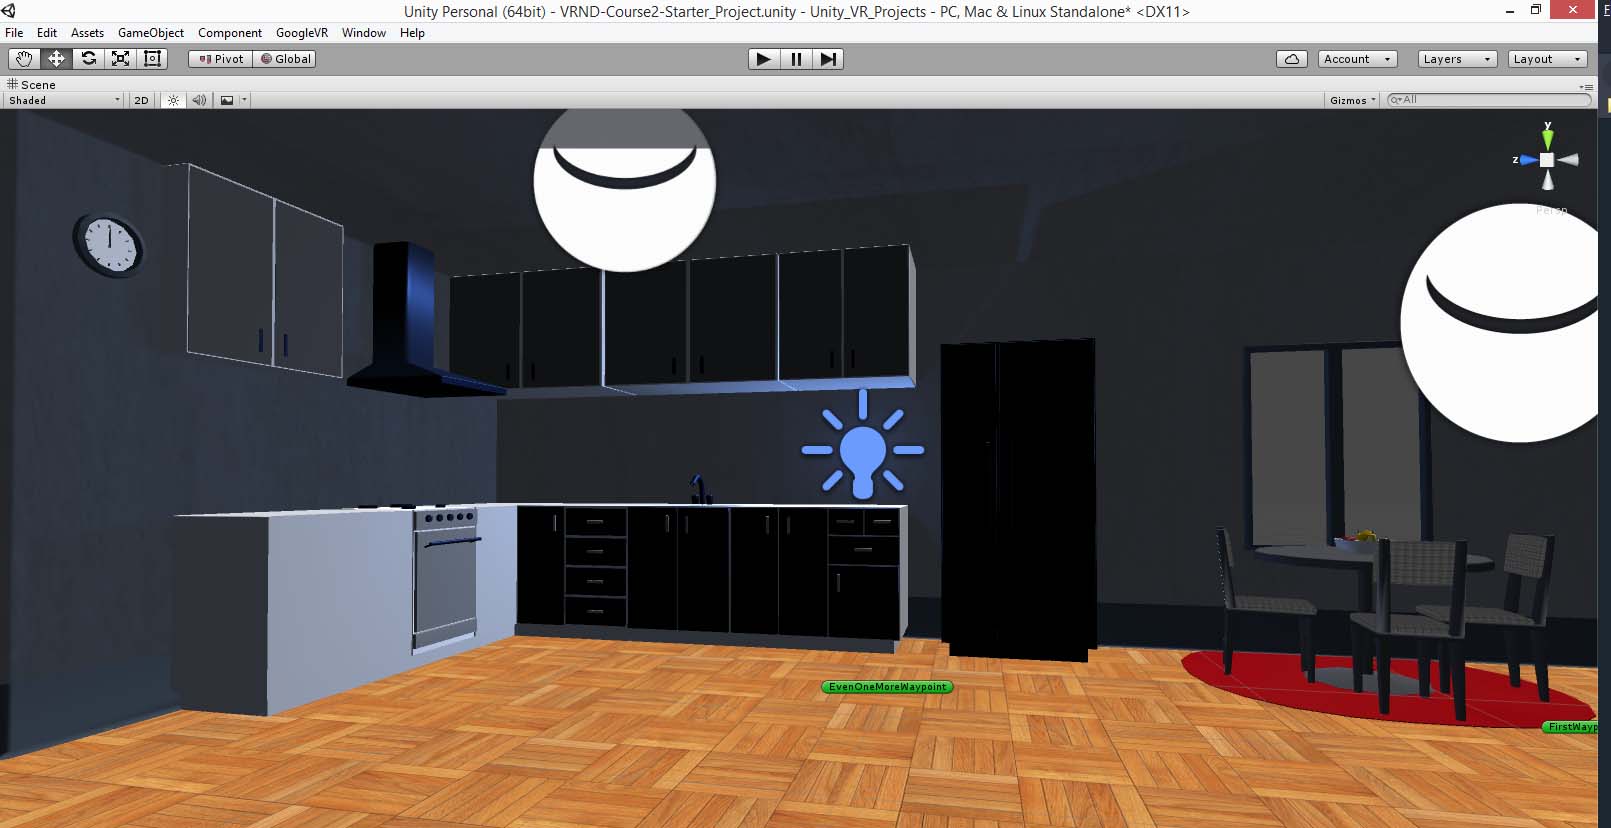 Unity Personal (64bit) - VRND-Course2-Starter_Project.unity - Unity_VR_Projects - PC, Mac & Linux Standalone* <DX11>
File Edit Assets GameObject Component GoogleVR Window Help
Pivot Global Account Layers Layout
Scene
Shaded 2D Gizmos All
y
z
Persp
EvenOneMoreWaypoint
FirstWayp